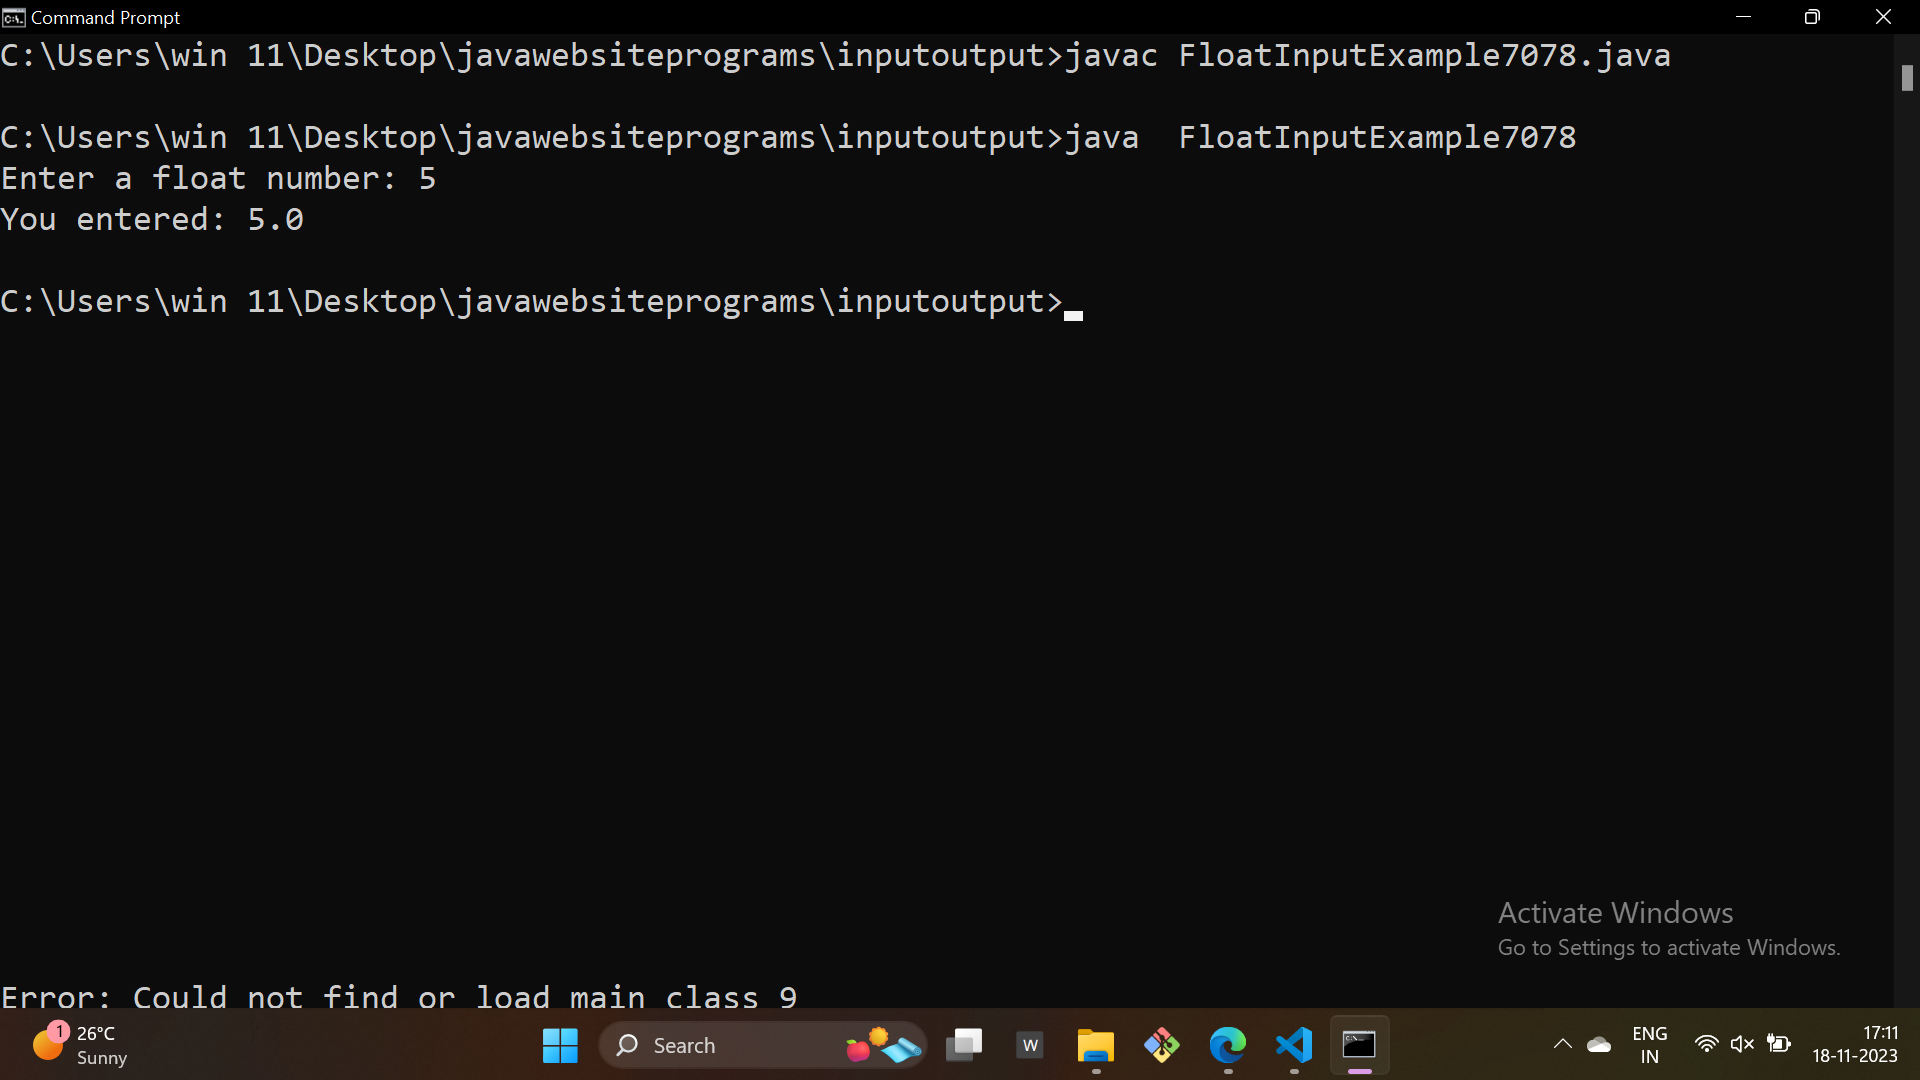 Command Prompt
C:\Users\win 11\Desktop\javawebsiteprograms\inputoutput>javac FloatInputExample7078.java
C:\Users\win 11\Desktop\javawebsiteprograms\inputoutput>java  FloatInputExample7078
Enter a float number: 5
You entered: 5.0
C:\Users\win 11\Desktop\javawebsiteprograms\inputoutput>
Activate Windows
Go to Settings to activate Windows.
Error: Could not find or load main class 9
1
26°C
Sunny
Search
W
ENG
IN
17:11
18-11-2023